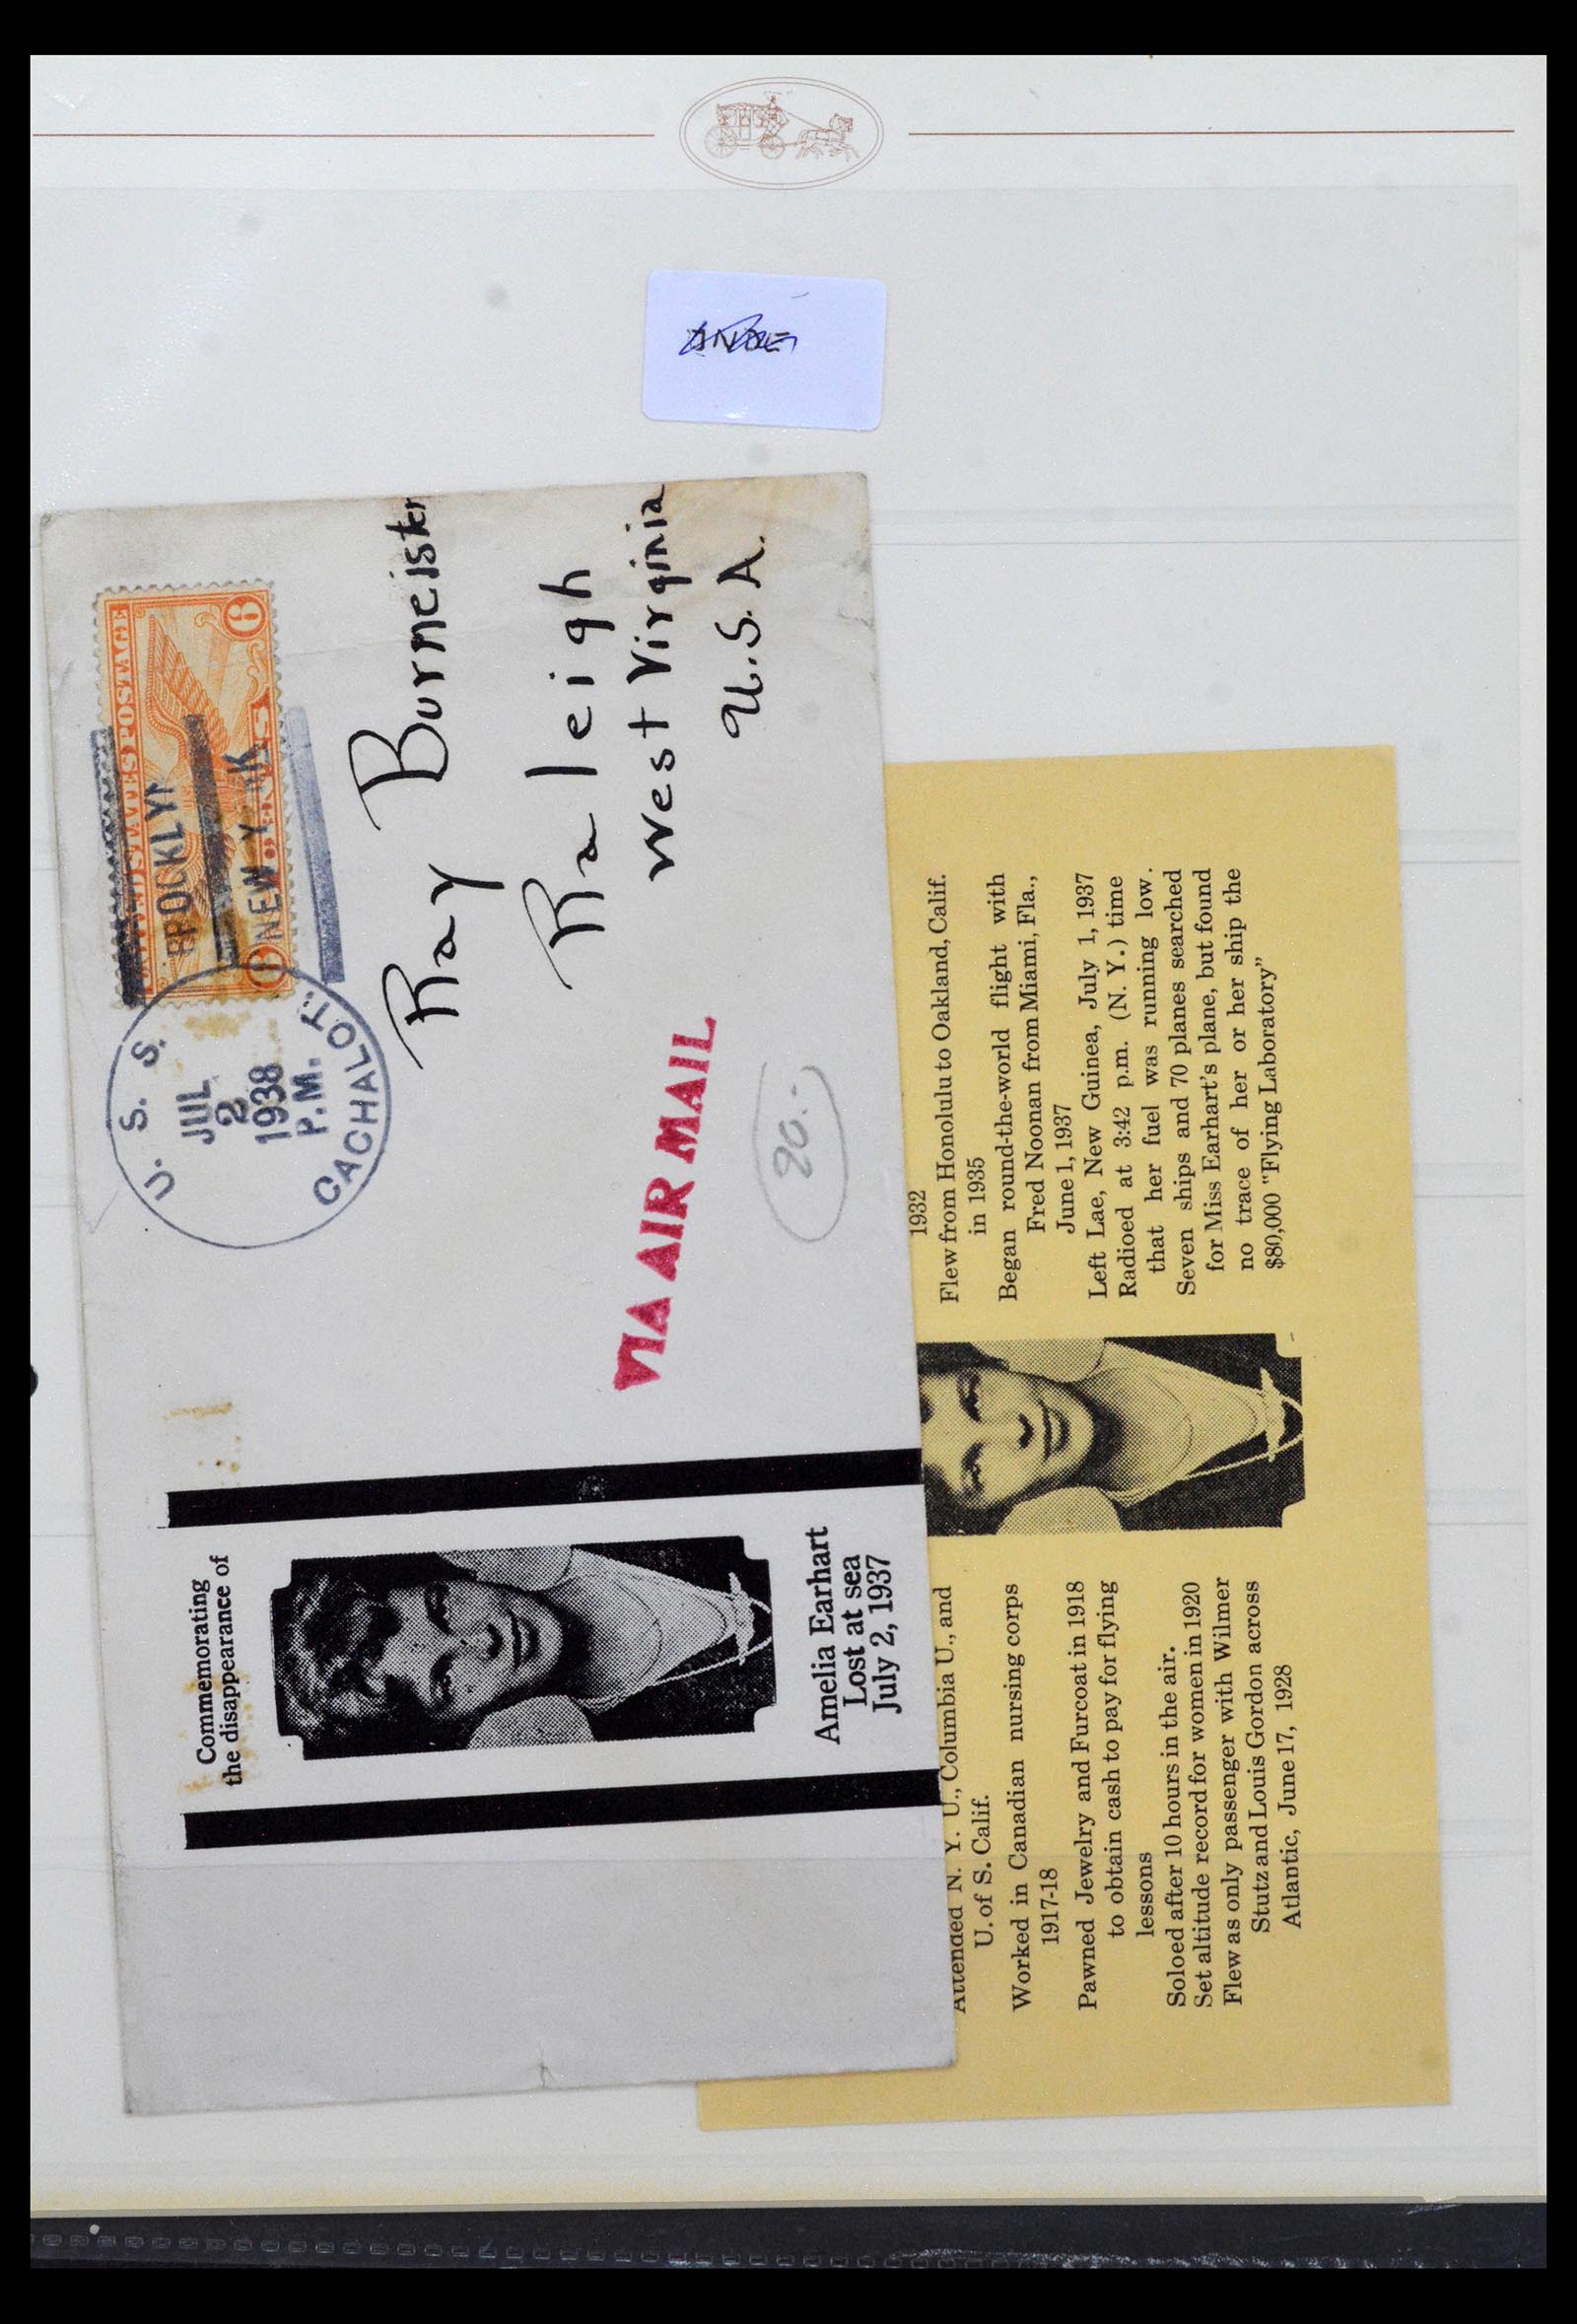 UNITED STATES POSTAGE
6 CENTS 6
BROOKLYN
NEW YORK
U. S. S. CACHALOT
JUL
2
1938
P.M.
Ray Burmeister
Raleigh
West Virginia
U.S.A.
VIA AIR MAIL
20.-
Commemorating
the disappearance of
Amelia Earhart
Lost at sea
July 2, 1937
Attended N. Y. U., Columbia U., and
U. of S. Calif.
Worked in Canadian nursing corps
1917-18
Pawned Jewelry and Furcoat in 1918
to obtain cash to pay for flying
lessons
Soloed after 10 hours in the air.
Set altitude record for women in 1920
Flew as only passenger with Wilmer
Stutz and Louis Gordon across
Atlantic, June 17, 1928
1932
Flew from Honolulu to Oakland, Calif.
in 1935
Began round-the-world flight with
Fred Noonan from Miami, Fla.,
June 1, 1937
Left Lae, New Guinea, July 1, 1937
Radioed at 3:42 p.m. (N. Y.) time
that her fuel was running low.
Seven ships and 70 planes searched
for Miss Earhart's plane, but found
no trace of her or her ship the
$80,000 "Flying Laboratory"